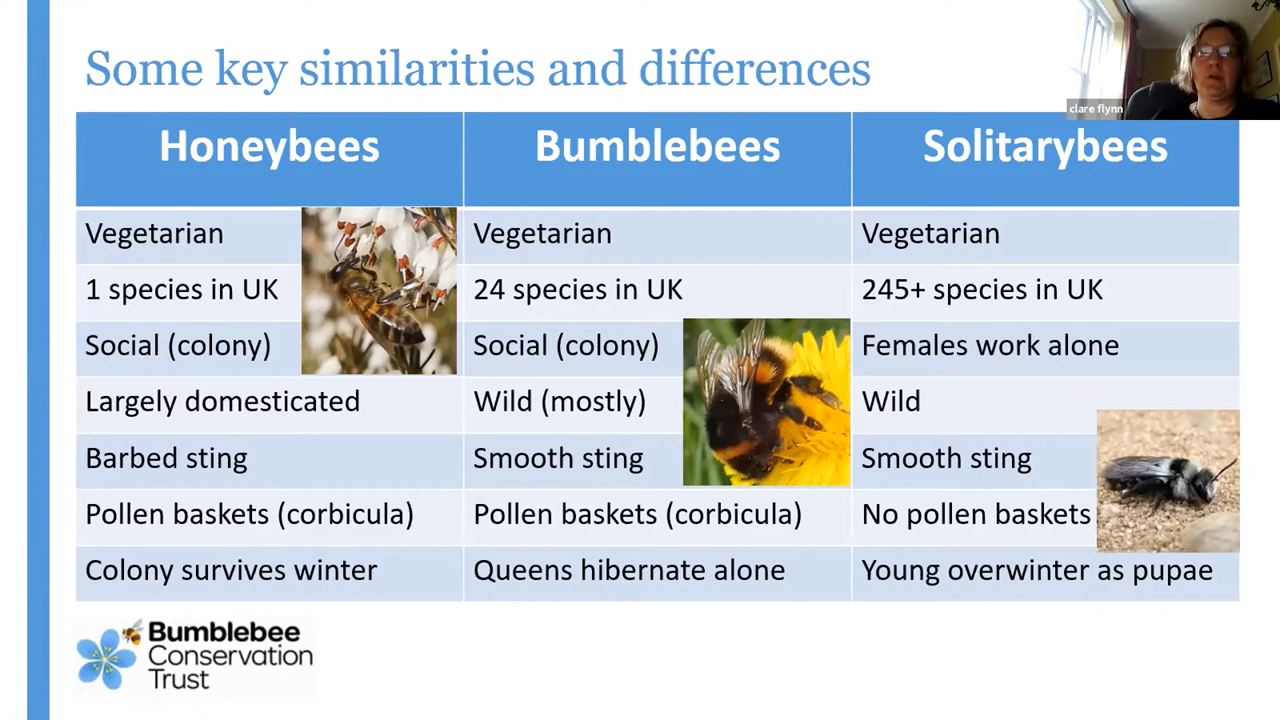 Some key similarities and differences
clare flynn
Honeybees Bumblebees Solitarybees
Vegetarian Vegetarian Vegetarian
1 species in UK 24 species in UK 245+ species in UK
Social (colony) Social (colony) Females work alone
Largely domesticated Wild (mostly) Wild
Barbed sting Smooth sting Smooth sting
Pollen baskets (corbicula) Pollen baskets (corbicula) No pollen baskets
Colony survives winter Queens hibernate alone Young overwinter as pupae
Bumblebee
Conservation
Trust